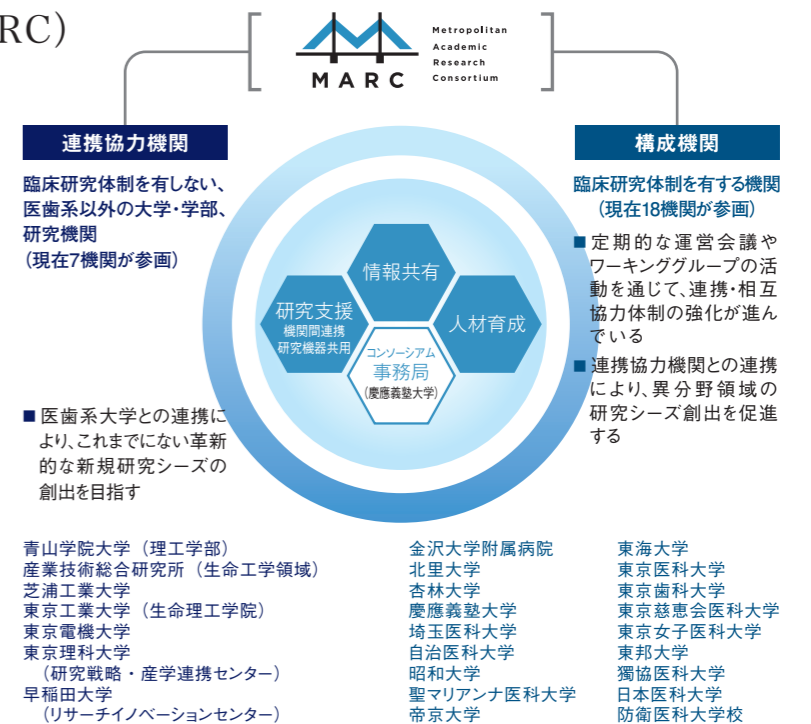 RC)
MARC
Metropolitan
Academic
Research
Consortium
連携協力機関
臨床研究体制を有しない、
医歯系以外の大学・学部、
研究機関
(現在7機関が参画)
■ 医歯系大学との連携に
より、これまでにない革新
的な新規研究シーズの
創出を目指す
情報共有
研究支援
機関間連携
研究機器共用
人材育成
コンソーシアム
事務局
(慶應義塾大学)
構成機関
臨床研究体制を有する機関
(現在18機関が参画)
■ 定期的な運営会議や
ワーキンググループの活
動を通じて、連携・相互
協力体制の強化が進ん
でいる
■ 連携協力機関との連携
により、異分野領域の
研究シーズ創出を促進
する
青山学院大学(理工学部)
産業技術総合研究所(生命工学領域)
芝浦工業大学
東京工業大学(生命理工学院)
東京電機大学
東京理科大学
(研究戦略・産学連携センター)
早稲田大学
(リサーチイノベーションセンター)
金沢大学附属病院
北里大学
杏林大学
慶應義塾大学
埼玉医科大学
自治医科大学
昭和大学
聖マリアンナ医科大学
帝京大学
東海大学
東京医科大学
東京歯科大学
東京慈恵会医科大学
東京女子医科大学
東邦大学
獨協医科大学
日本医科大学
防衛医科大学校